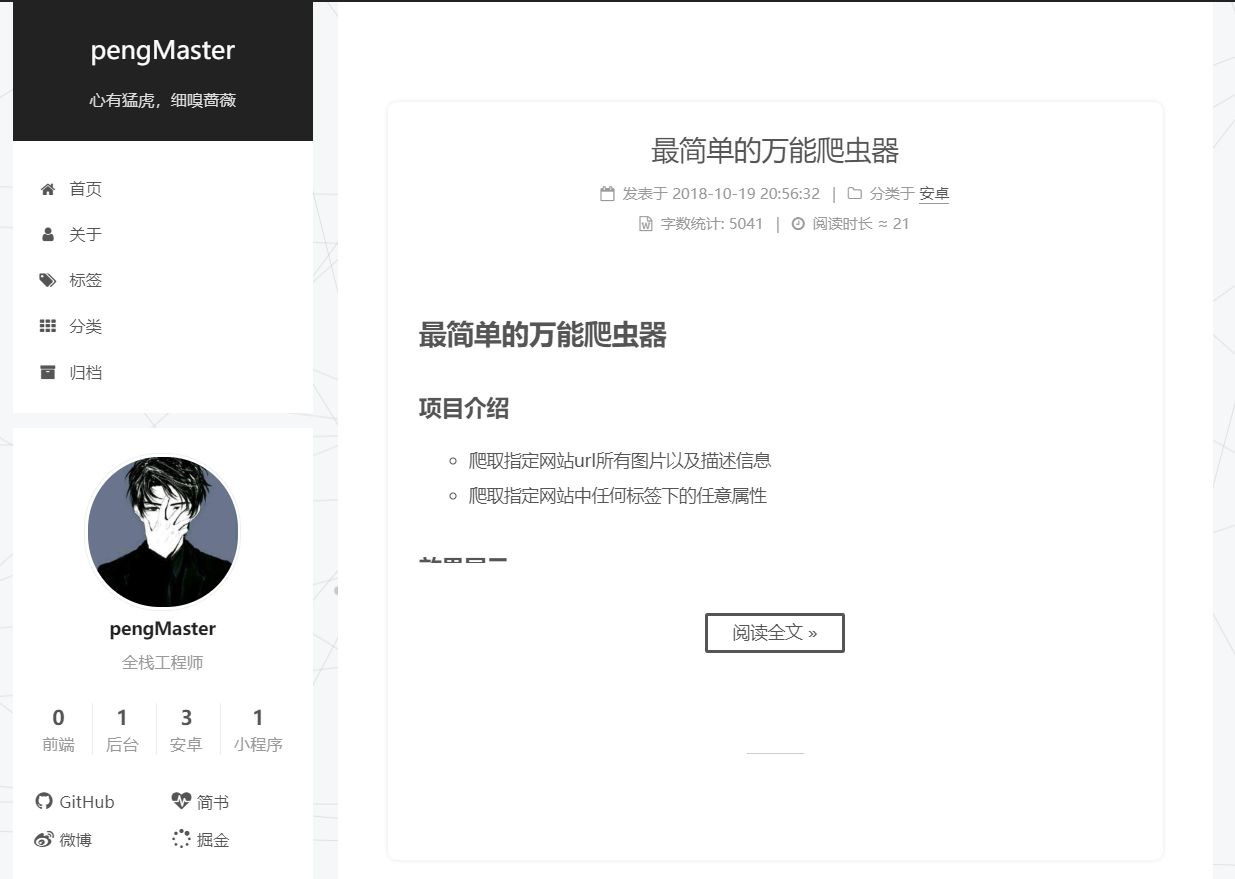 pengMaster
心有猛虎，细嗅蔷薇
首页
关于
标签
分类
归档
pengMaster
全栈工程师
0 1 3 1
前端 后台 安卓 小程序
GitHub 简书
微博 掘金
最简单的万能爬虫器
发表于 2018-10-19 20:56:32 | 分类于 安卓
字数统计: 5041 | 阅读时长 ≈ 21
最简单的万能爬虫器
项目介绍
爬取指定网站url所有图片以及描述信息
爬取指定网站中任何标签下的任意属性
阅读全文 »